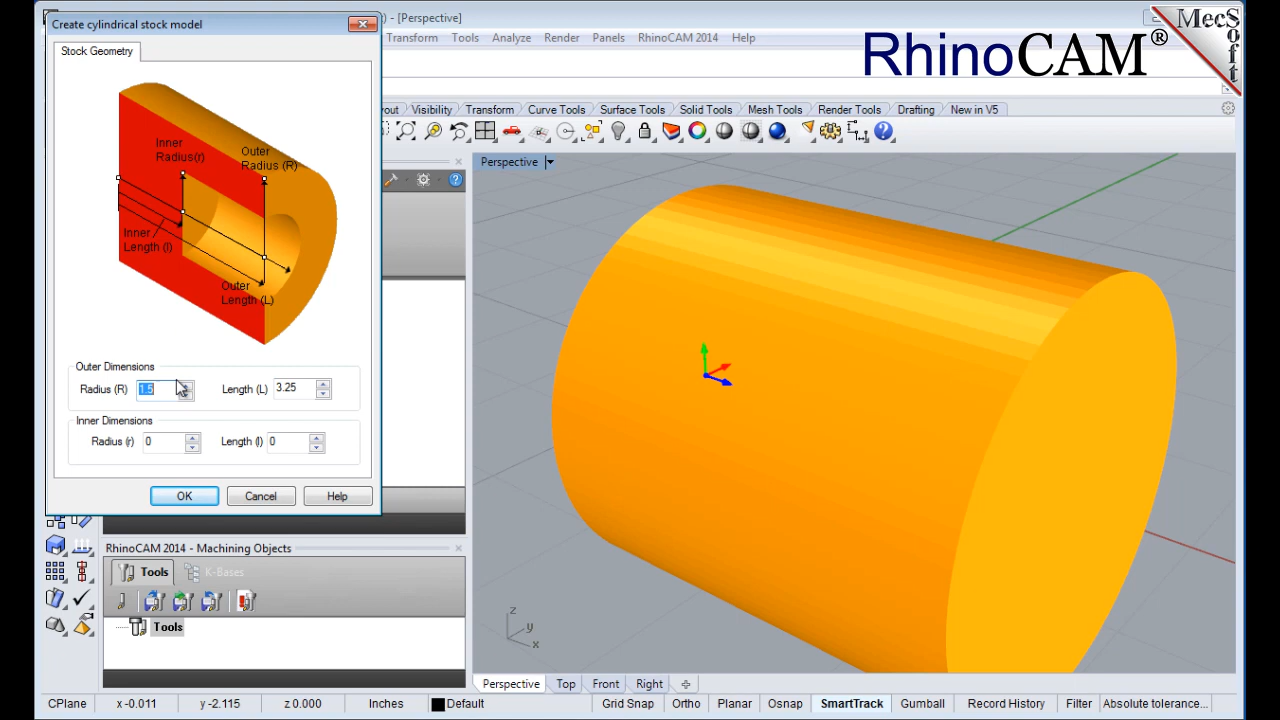 Create cylindrical stock model
) - [Perspective]
Transform Tools Analyze Render Panels RhinoCAM 2014 Help
RhinoCAM®
MecSoft
Stock Geometry
Visibility Transform Curve Tools Surface Tools Solid Tools Mesh Tools Render Tools Drafting New in V5
Perspective
Inner
Radius(r)
Outer
Radius (R)
Inner
Length (l)
Outer
Length (L)
Outer Dimensions
Radius (R) 1.5 Length (L) 3.25
Inner Dimensions
Radius (r) 0 Length (l) 0
OK Cancel Help
RhinoCAM 2014 - Machining Objects
Tools K-Bases
Tools
z
y
x
Perspective Top Front Right
CPlane x -0.011 y -2.115 z 0.000 Inches Default Grid Snap Ortho Planar Osnap SmartTrack Gumball Record History Filter Absolute tolerance...